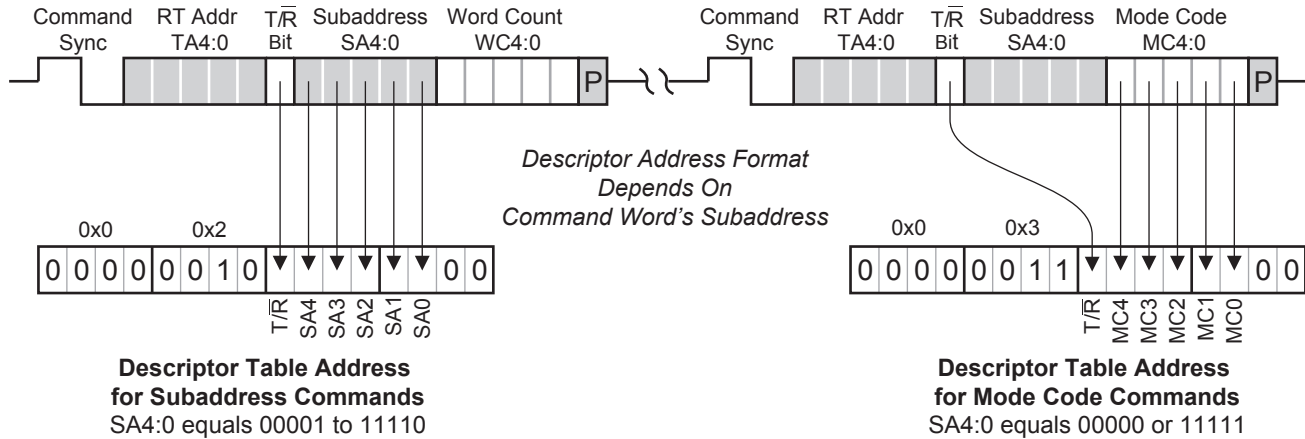 Command Sync
RT Addr TA4:0
T/R Bit
Subaddress SA4:0
Word Count WC4:0
P
Command Sync
RT Addr TA4:0
T/R Bit
Subaddress SA4:0
Mode Code MC4:0
P
Descriptor Address Format
Depends On
Command Word's Subaddress
0x0 0x2
0 0 0 0 0 0 1 0 0 0
T/R SA4 SA3 SA2 SA1 SA0
Descriptor Table Address
for Subaddress Commands
SA4:0 equals 00001 to 11110
0x0 0x3
0 0 0 0 0 0 1 1 0 0
T/R MC4 MC3 MC2 MC1 MC0
Descriptor Table Address
for Mode Code Commands
SA4:0 equals 00000 or 11111